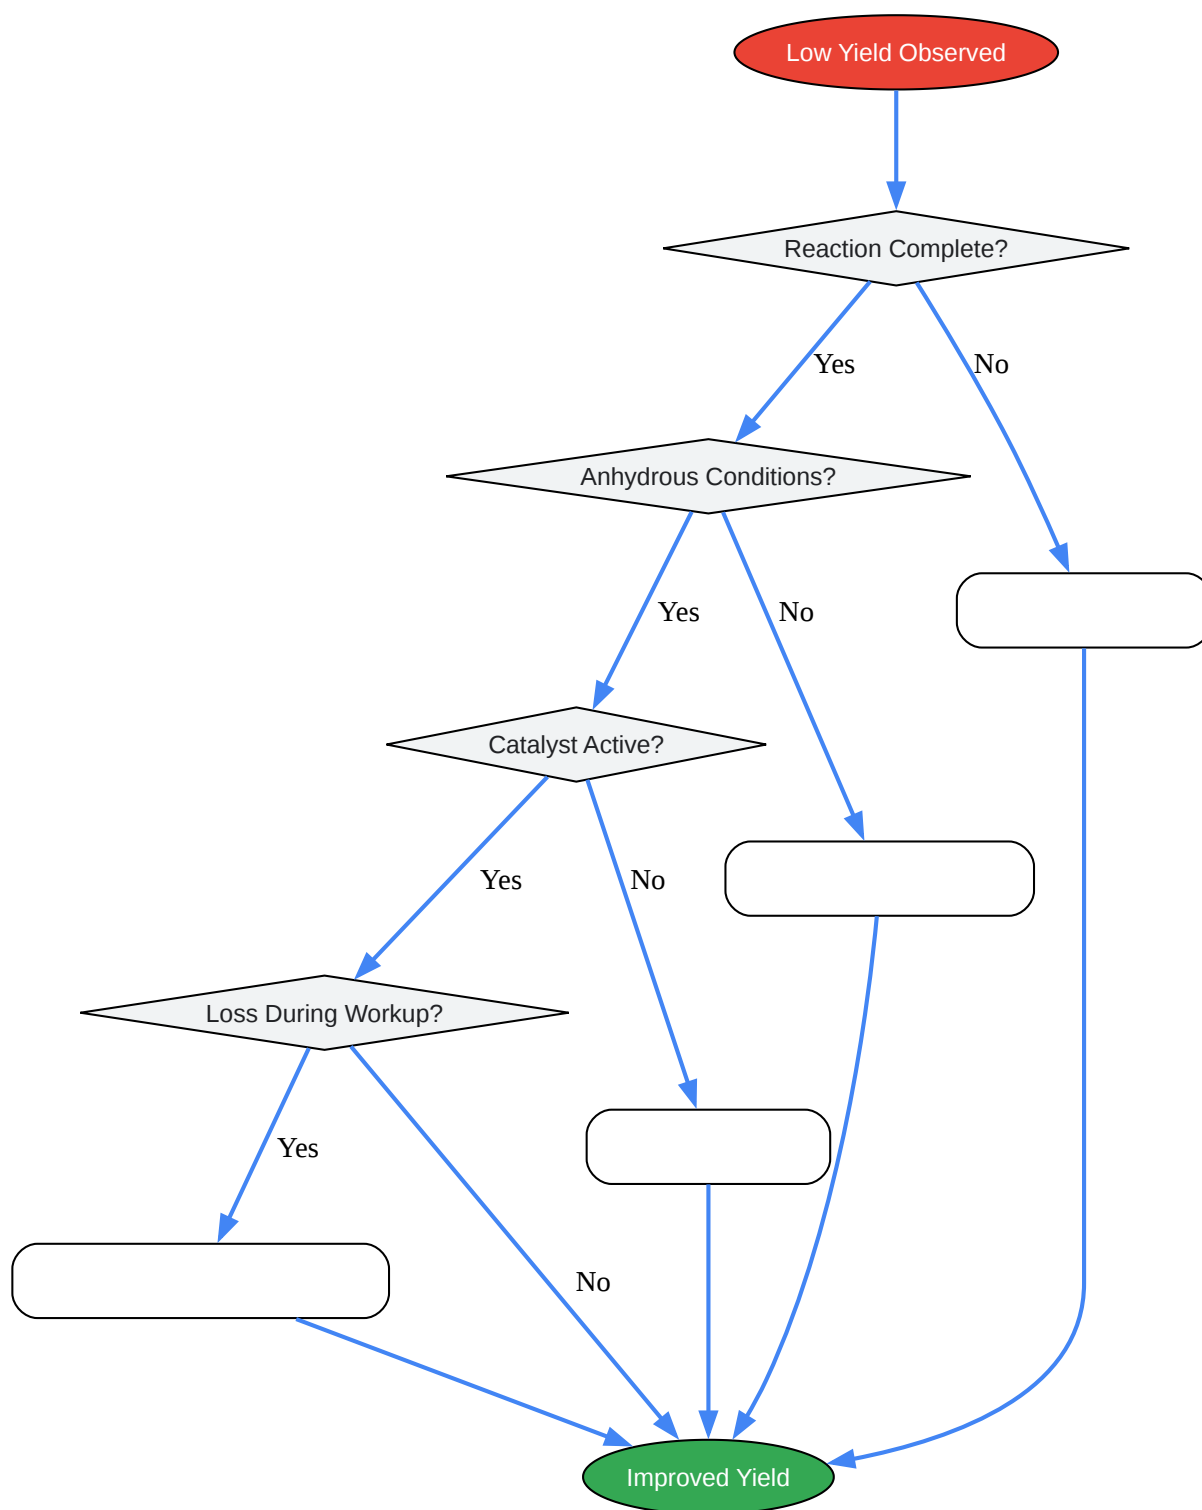 Low Yield Observed
Reaction Complete?
Yes
No
Anhydrous Conditions?
Yes
No
Catalyst Active?
Yes
No
Loss During Workup?
Yes
No
Improved Yield